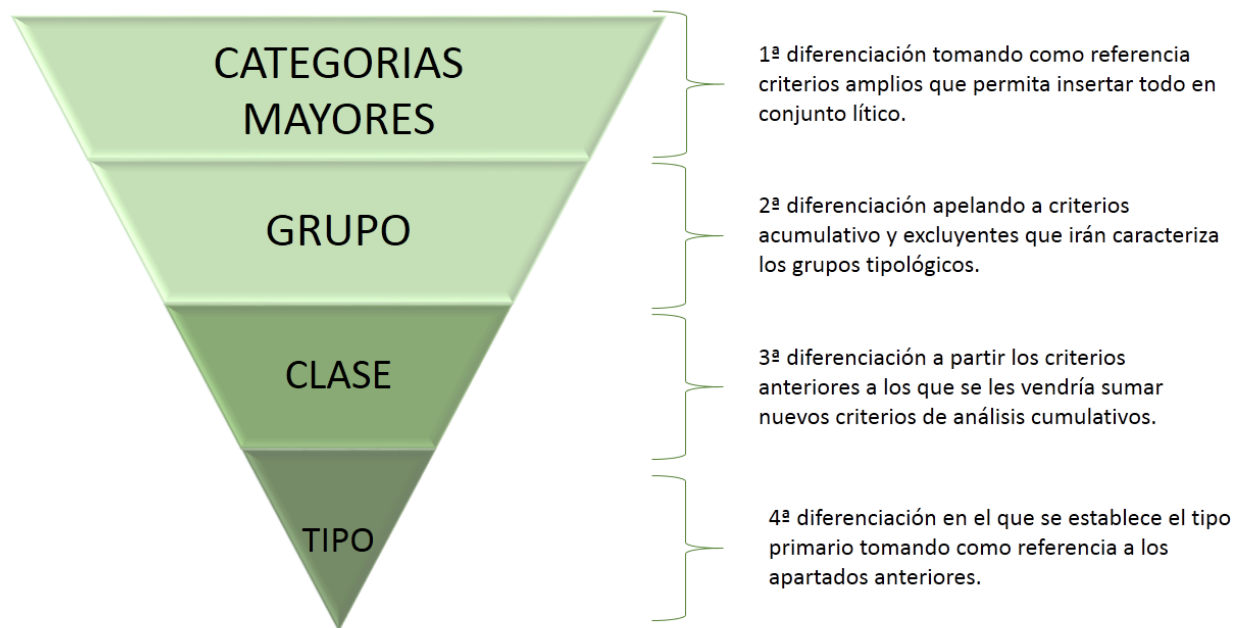 CATEGORIAS
MAYORES
1ª diferenciación tomando como referencia
criterios amplios que permita insertar todo en
conjunto lítico.
GRUPO
2ª diferenciación apelando a criterios
acumulativo y excluyentes que irán caracteriza
los grupos tipológicos.
CLASE
3ª diferenciación a partir los criterios
anteriores a los que se les vendría sumar
nuevos criterios de análisis cumulativos.
TIPO
4ª diferenciación en el que se establece el tipo
primario tomando como referencia a los
apartados anteriores.